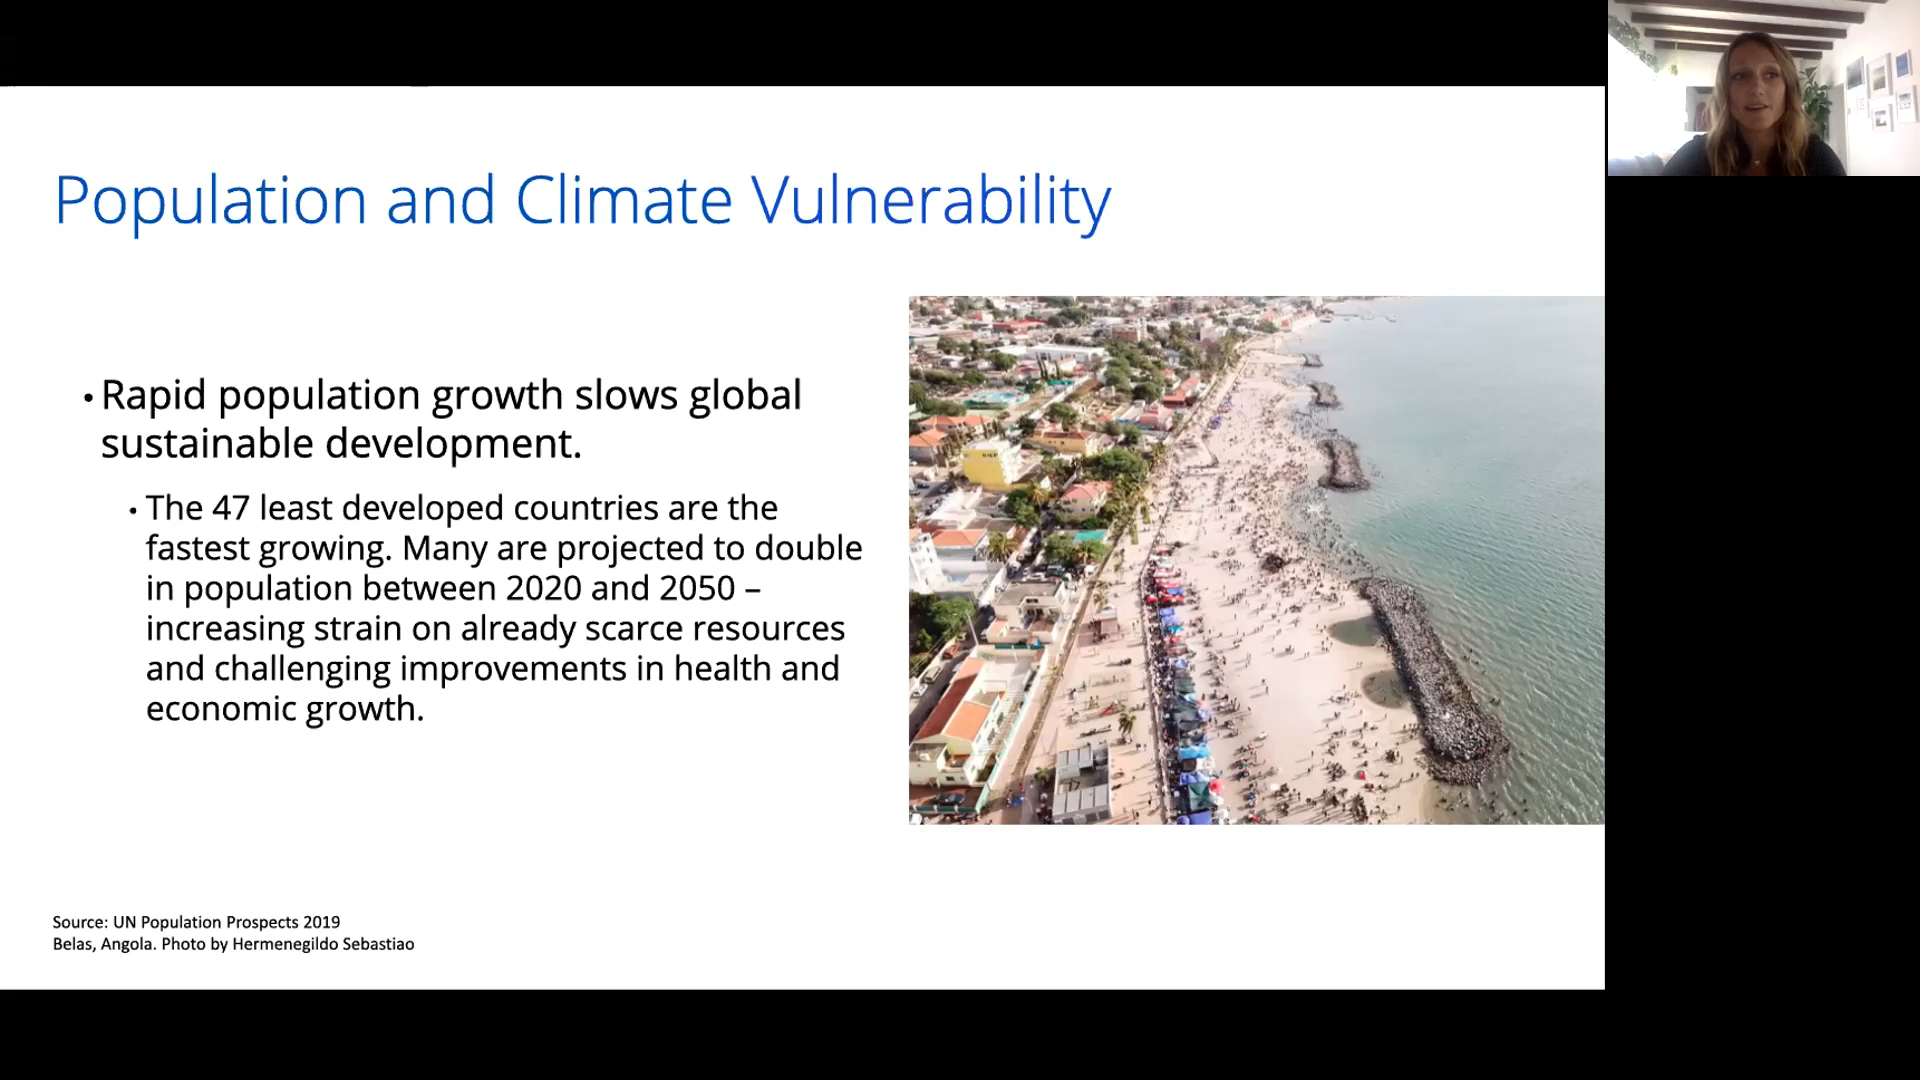 Population and Climate Vulnerability
• Rapid population growth slows global
sustainable development.
• The 47 least developed countries are the
fastest growing. Many are projected to double
in population between 2020 and 2050 –
increasing strain on already scarce resources
and challenging improvements in health and
economic growth.
Source: UN Population Prospects 2019
Belas, Angola. Photo by Hermenegildo Sebastiao